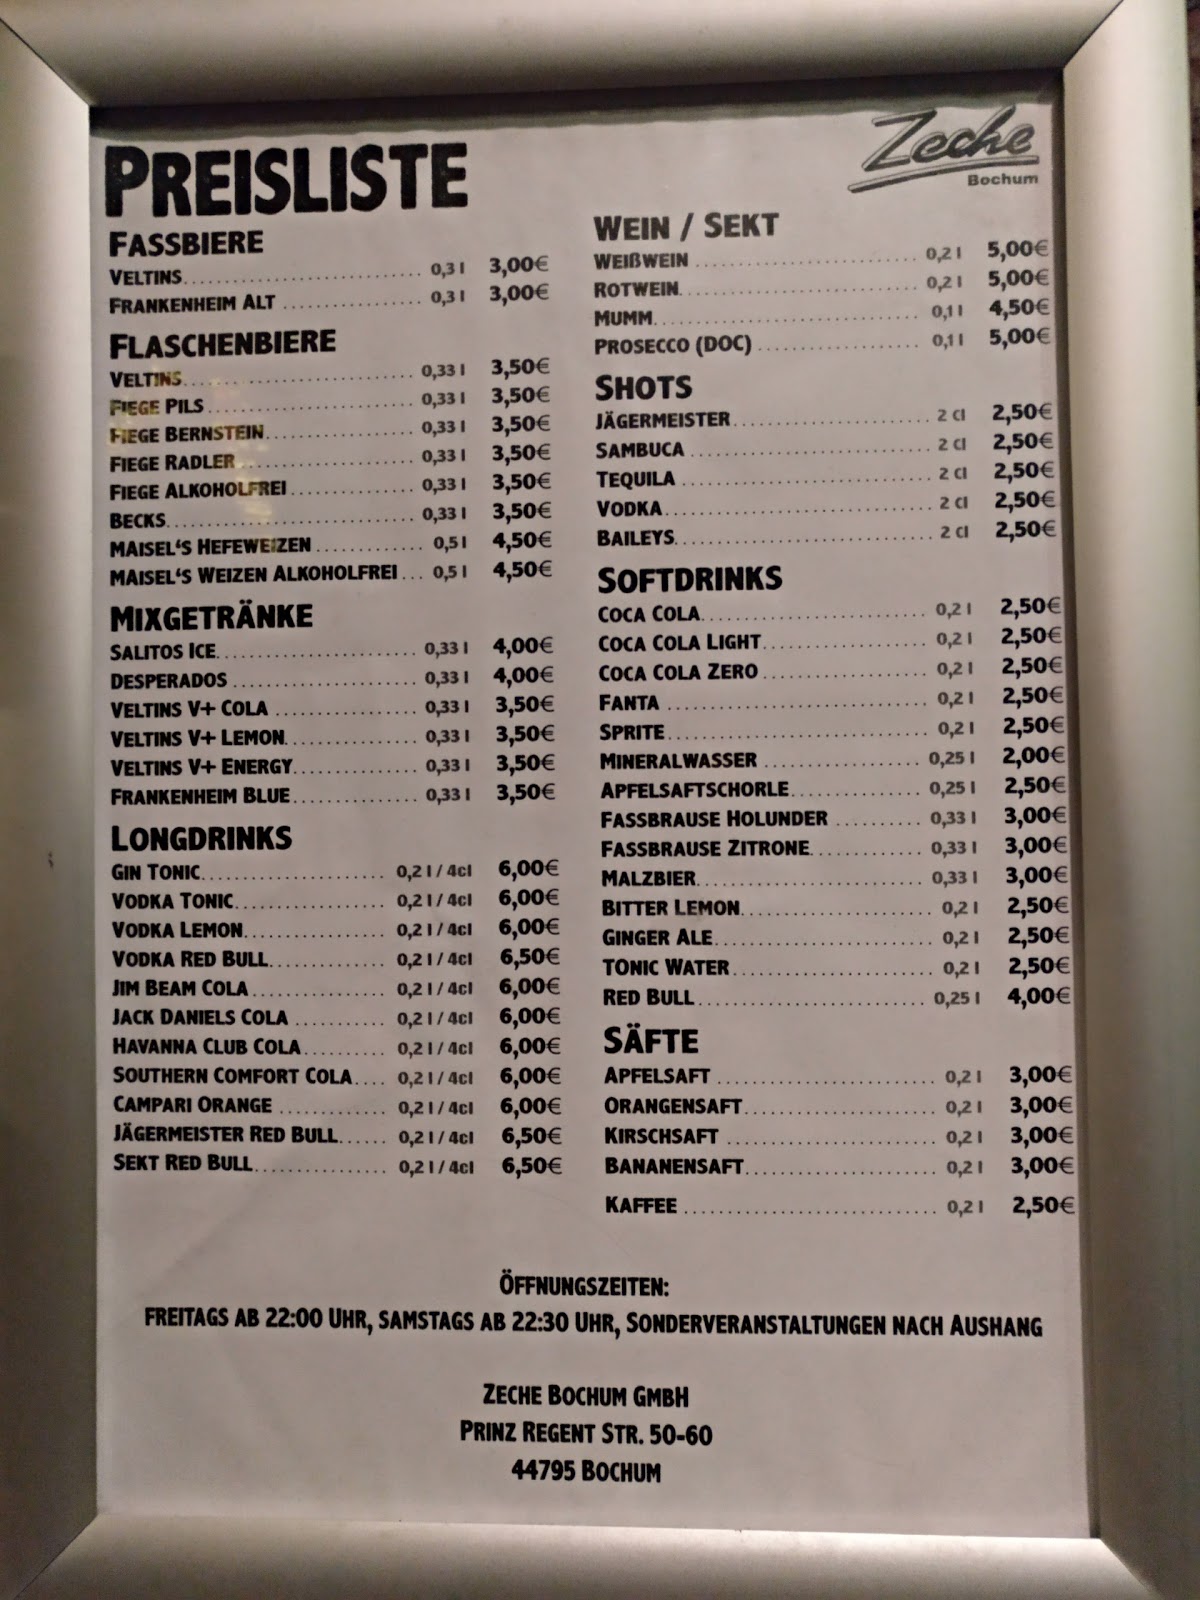 Zeche
Bochum
PREISLISTE
FASSBIERE
VELTINS 0,3 l 3,00€
FRANKENHEIM ALT 0,3 l 3,00€
FLASCHENBIERE
VELTINS 0,33 l 3,50€
FIEGE PILS 0,33 l 3,50€
FIEGE BERNSTEIN 0,33 l 3,50€
FIEGE RADLER 0,33 l 3,50€
FIEGE ALKOHOLFREI 0,33 l 3,50€
BECKS 0,33 l 3,50€
MAISEL‘S HEFEWEIZEN 0,5 l 4,50€
MAISEL‘S WEIZEN ALKOHOLFREI 0,5 l 4,50€
MIXGETRÄNKE
SALITOS ICE 0,33 l 4,00€
DESPERADOS 0,33 l 4,00€
VELTINS V+ COLA 0,33 l 3,50€
VELTINS V+ LEMON 0,33 l 3,50€
VELTINS V+ ENERGY 0,33 l 3,50€
FRANKENHEIM BLUE 0,33 l 3,50€
LONGDRINKS
GIN TONIC 0,2 l / 4cl 6,00€
VODKA TONIC 0,2 l / 4cl 6,00€
VODKA LEMON 0,2 l / 4cl 6,00€
VODKA RED BULL 0,2 l / 4cl 6,50€
JIM BEAM COLA 0,2 l / 4cl 6,00€
JACK DANIELS COLA 0,2 l / 4cl 6,00€
HAVANNA CLUB COLA 0,2 l / 4cl 6,00€
SOUTHERN COMFORT COLA 0,2 l / 4cl 6,00€
CAMPARI ORANGE 0,2 l / 4cl 6,00€
JÄGERMEISTER RED BULL 0,2 l / 4cl 6,50€
SEKT RED BULL 0,2 l / 4cl 6,50€
WEIN / SEKT
WEIßWEIN 0,2 l 5,00€
ROTWEIN 0,2 l 5,00€
MUMM 0,1 l 4,50€
PROSECCO (DOC) 0,1 l 5,00€
SHOTS
JÄGERMEISTER 2 cl 2,50€
SAMBUCA 2 cl 2,50€
TEQUILA 2 cl 2,50€
VODKA 2 cl 2,50€
BAILEYS 2 cl 2,50€
SOFTDRINKS
COCA COLA 0,2 l 2,50€
COCA COLA LIGHT 0,2 l 2,50€
COCA COLA ZERO 0,2 l 2,50€
FANTA 0,2 l 2,50€
SPRITE 0,2 l 2,50€
MINERALWASSER 0,25 l 2,00€
APFELSAFTSCHORLE 0,25 l 2,50€
FASSBRAUSE HOLUNDER 0,33 l 3,00€
FASSBRAUSE ZITRONE 0,33 l 3,00€
MALZBIER 0,33 l 3,00€
BITTER LEMON 0,2 l 2,50€
GINGER ALE 0,2 l 2,50€
TONIC WATER 0,2 l 2,50€
RED BULL 0,25 l 4,00€
SÄFTE
APFELSAFT 0,2 l 3,00€
ORANGENSAFT 0,2 l 3,00€
KIRSCHSAFT 0,2 l 3,00€
BANANENSAFT 0,2 l 3,00€
KAFFEE 0,2 l 2,50€
ÖFFNUNGSZEITEN:
FREITAGS AB 22:00 UHR, SAMSTAGS AB 22:30 UHR, SONDERVERANSTALTUNGEN NACH AUSHANG
ZECHE BOCHUM GMBH
PRINZ REGENT STR. 50-60
44795 BOCHUM